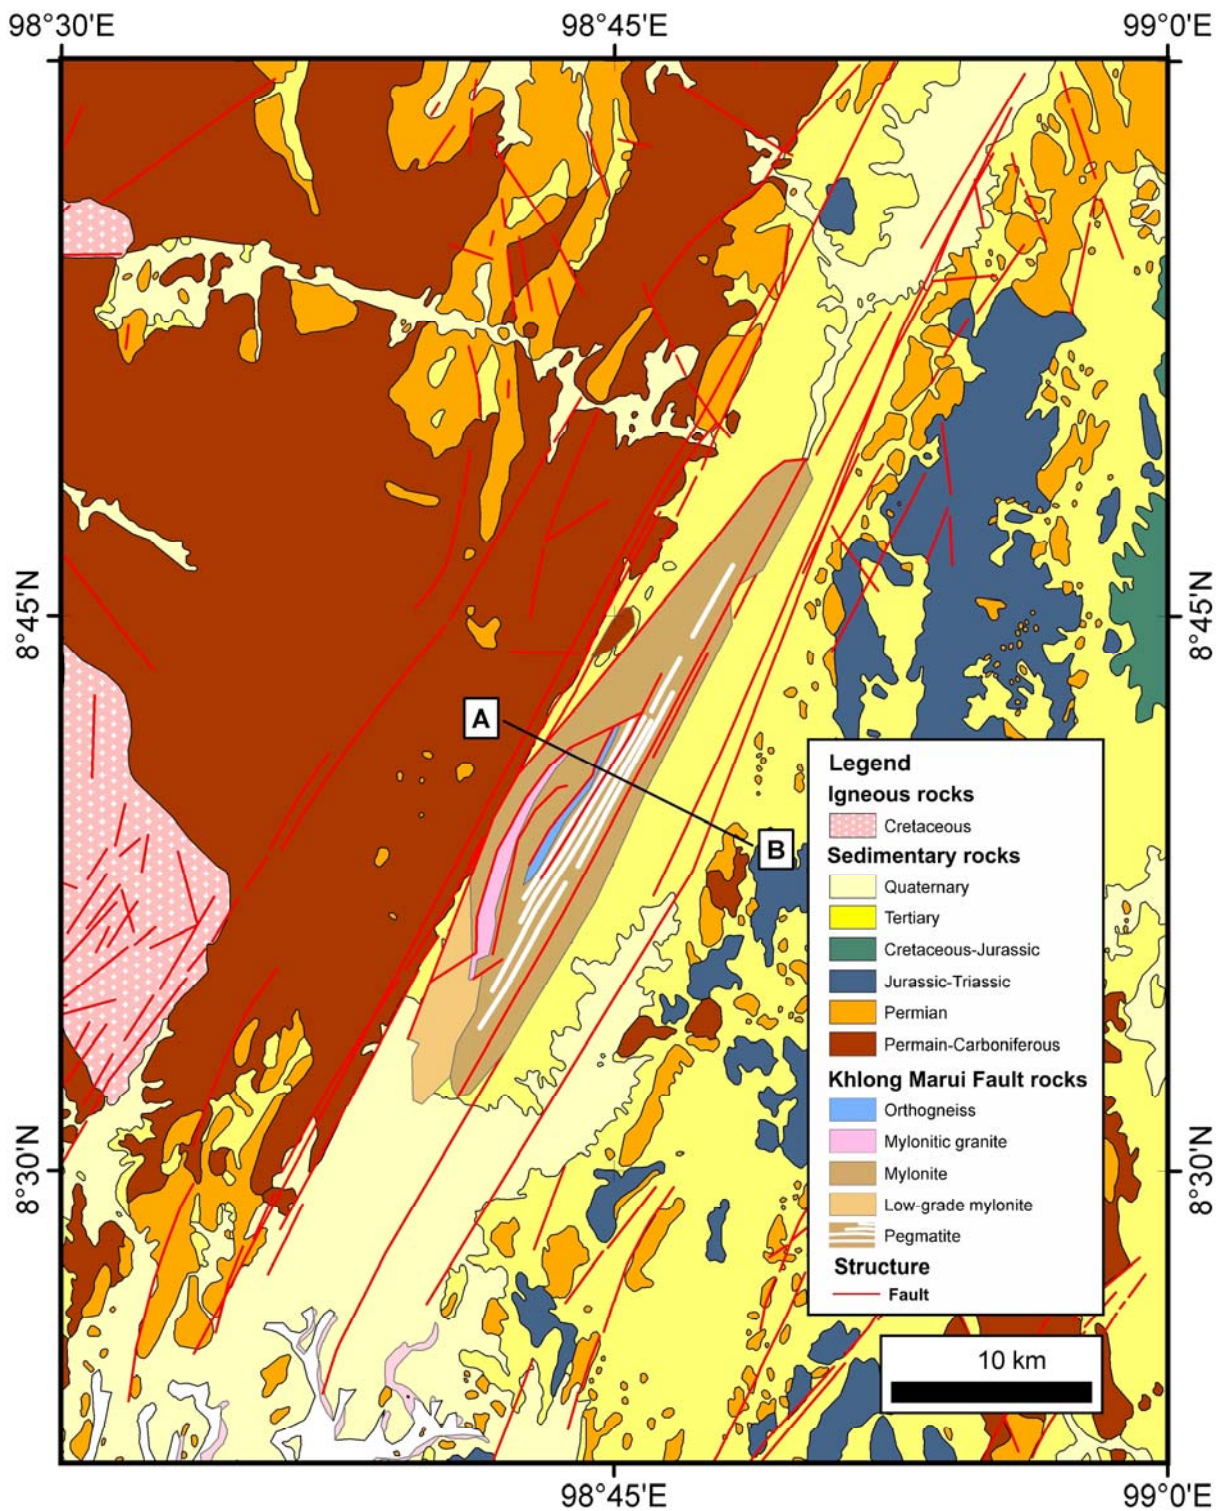 98°30'E 98°45'E 99°0'E
8°45'N 8°45'N
A
B
Legend
Igneous rocks
Cretaceous
Sedimentary rocks
Quaternary
Tertiary
Cretaceous-Jurassic
Jurassic-Triassic
Permian
Permain-Carboniferous
Khlong Marui Fault rocks
Orthogneiss
Mylonitic granite
Mylonite
Low-grade mylonite
Pegmatite
Structure
Fault
8°30'N 8°30'N
10 km
98°45'E 99°0'E